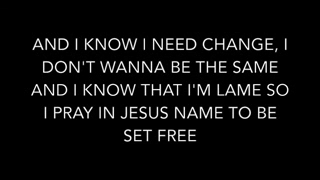 AND I KNOW I NEED CHANGE, I
DON'T WANNA BE THE SAME
AND I KNOW THAT I'M LAME SO
I PRAY IN JESUS NAME TO BE
SET FREE